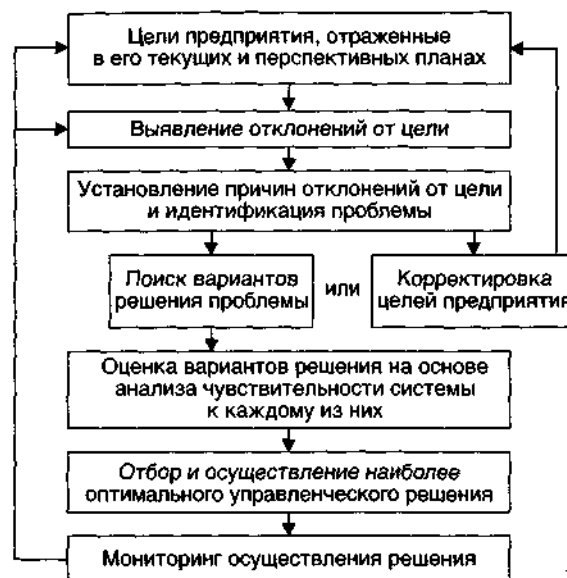 Цели предприятия, отраженные
в его текущих и перспективных планах
Выявление отклонений от цели
Установление причин отклонений от цели
и идентификация проблемы
Поиск вариантов
решения проблемы
или
Корректировка
целей предприятия
Оценка вариантов решения на основе
анализа чувствительности системы
к каждому из них
Отбор и осуществление наиболее
оптимального управленческого решения
Мониторинг осуществления решения